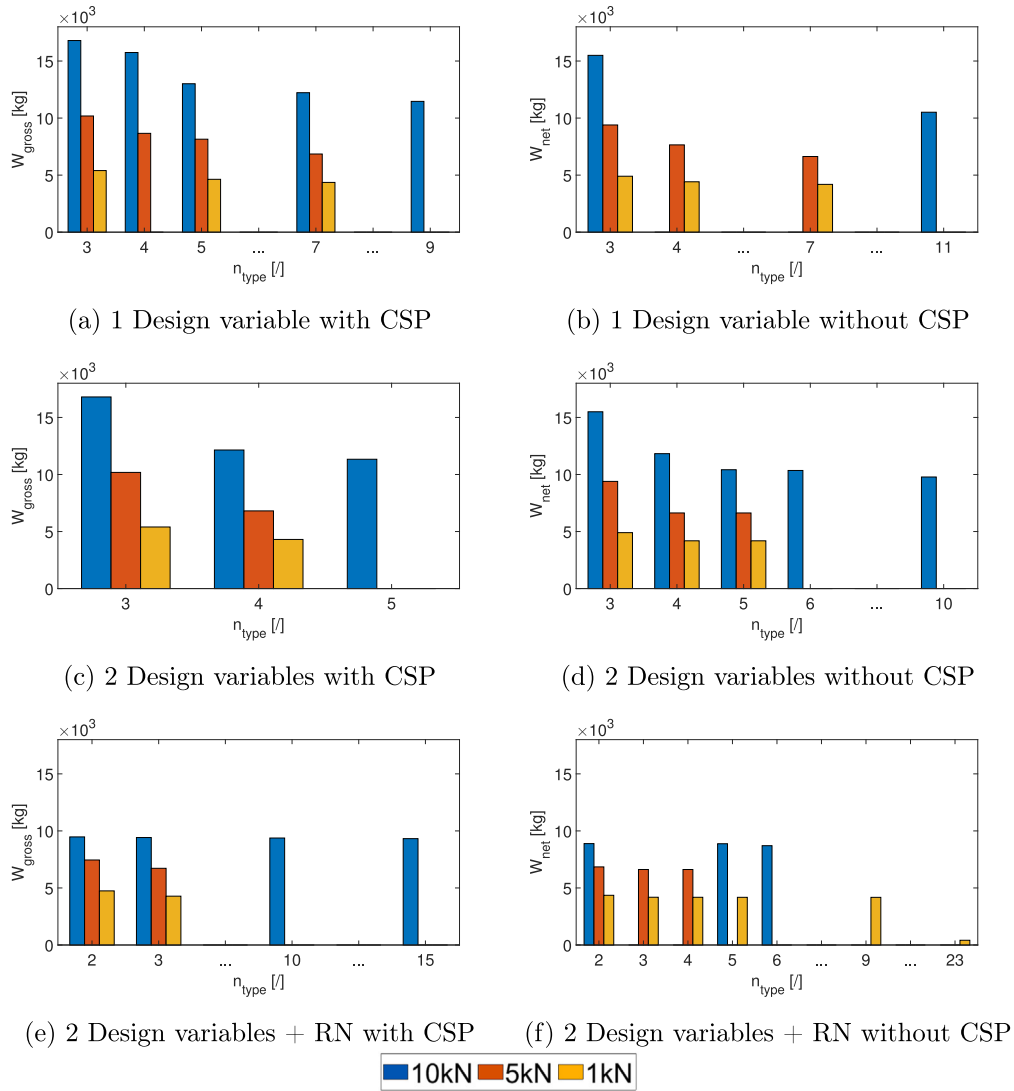 ×10³
15
10
5
0
W_gross [kg]
3 4 5 ... 7 ... 9
n_type [/]
(a) 1 Design variable with CSP
×10³
15
10
5
0
W_net [kg]
3 4 ... 7 ... 11
n_type [/]
(b) 1 Design variable without CSP
×10³
15
10
5
0
W_gross [kg]
3 4 5
n_type [/]
(c) 2 Design variables with CSP
×10³
15
10
5
0
W_net [kg]
3 4 5 6 ... 10
n_type [/]
(d) 2 Design variables without CSP
×10³
15
10
5
0
W_gross [kg]
2 3 ... 10 ... 15
n_type [/]
(e) 2 Design variables + RN with CSP
×10³
15
10
5
0
W_net [kg]
2 3 4 5 6 ... 9 ... 23
n_type [/]
(f) 2 Design variables + RN without CSP
10kN 5kN 1kN